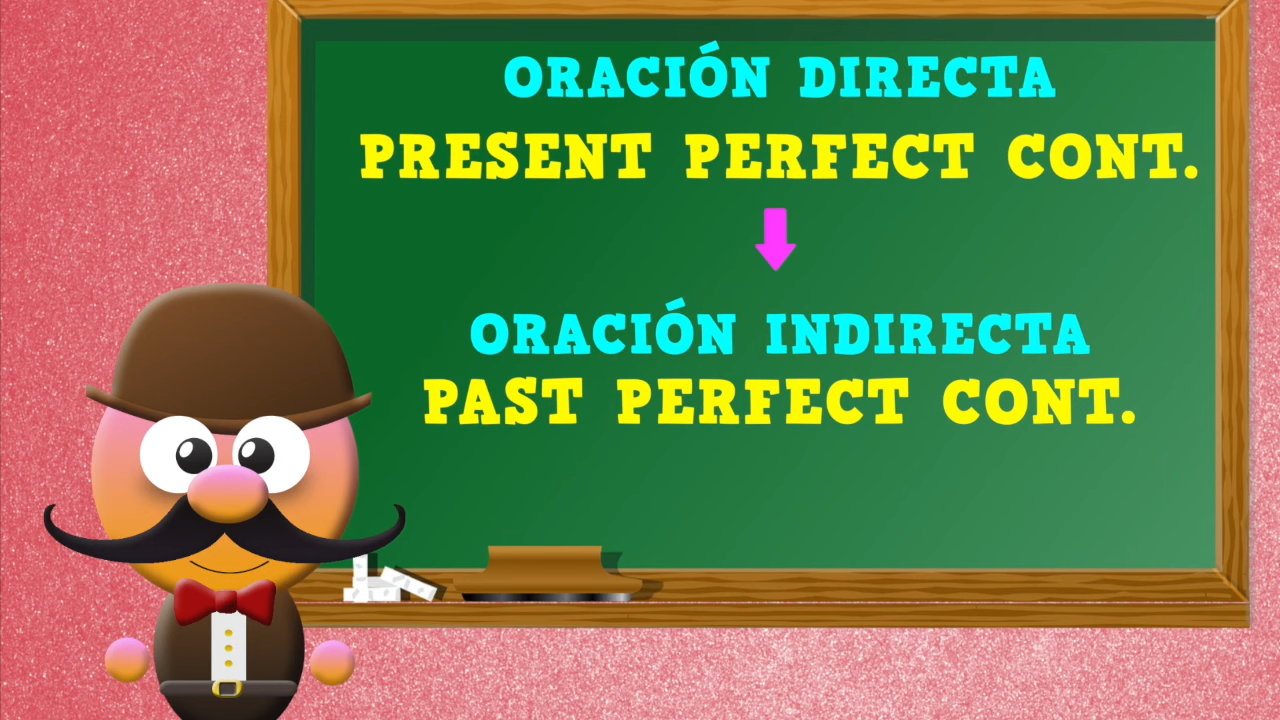 ORACIÓN DIRECTA
PRESENT PERFECT CONT.
ORACIÓN INDIRECTA
PAST PERFECT CONT.